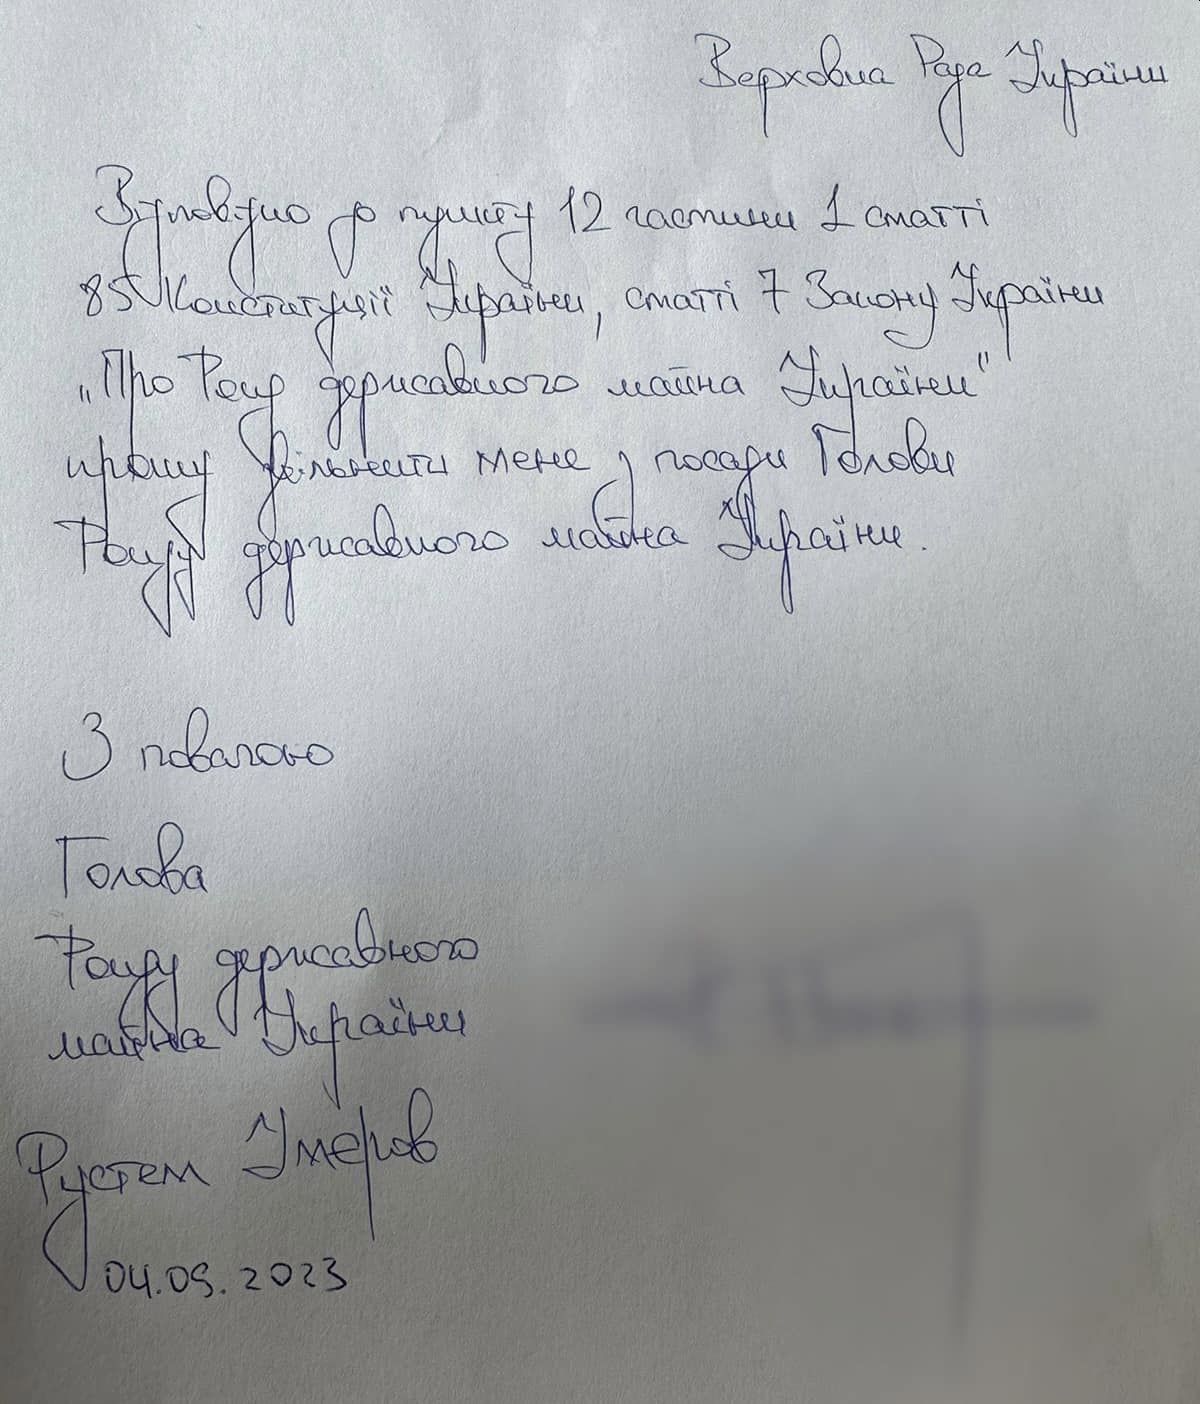 Верховна Рада України
Відповідно до пункту 12 частини 1 статті
85 Конституції України, статті 7 Закону України
„Про Фонд державного майна України"
прошу звільнити мене з посади Голови
Фонду державного майна України.
З повагою
Голова
Фонду державного
майна України
Рустем Умєров
04.09.2023